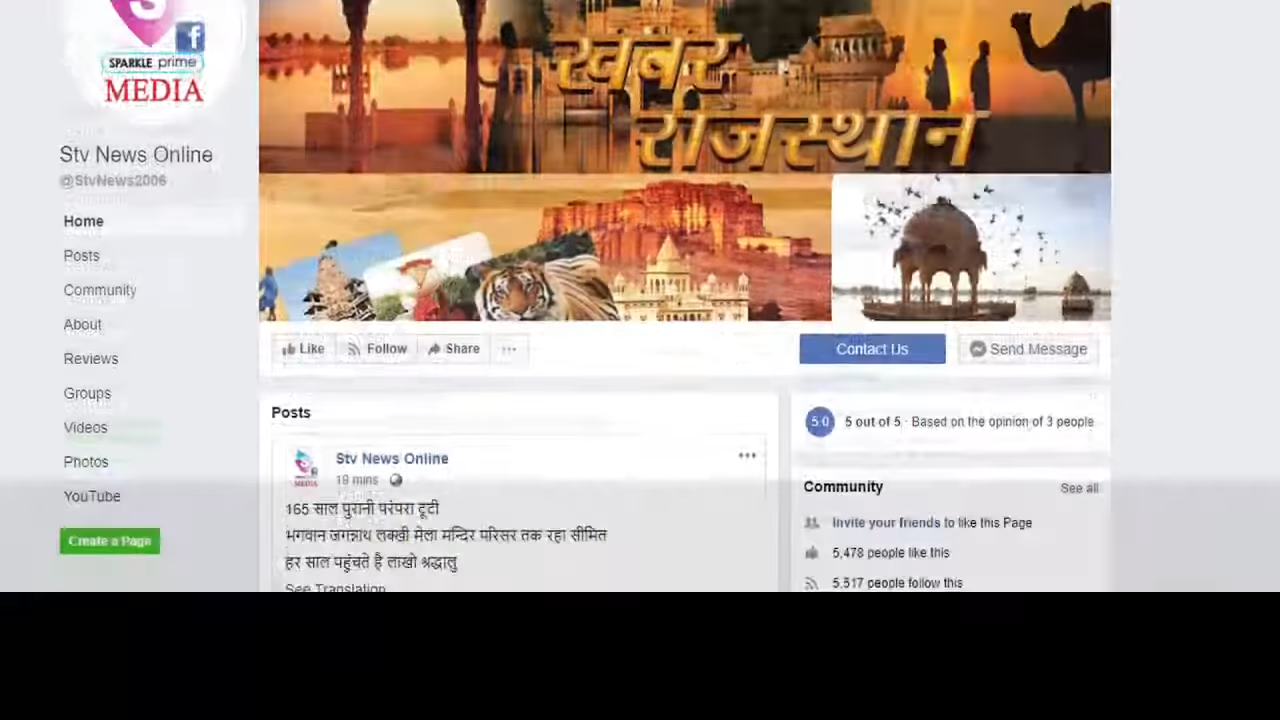 S
f
SPARKLE prime
MEDIA
खबर
राजस्थान
Stv News Online
@StvNews2006
Home
Posts
Community
About
Reviews
Groups
Videos
Photos
YouTube
Create a Page
Like
Follow
Share
Contact Us
Send Message
Posts
Stv News Online
19 mins
165 साल पुरानी परंपरा टूटी
भगवान जगन्नाथ लक्खी मेला मन्दिर परिसर तक रहा सीमित
हर साल पहुंचते है लाखो श्रद्धालु
See Translation
5.0 5 out of 5 · Based on the opinion of 3 people
Community See all
Invite your friends to like this Page
5,478 people like this
5,517 people follow this